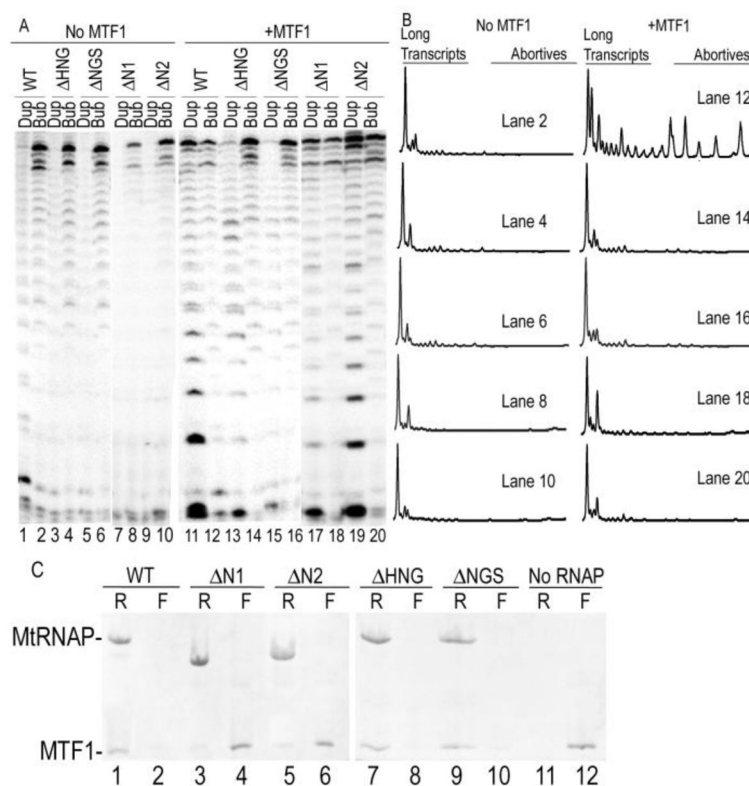 A
No MTF1
+MTF1
WT
ΔHNG
ΔNGS
ΔN1
ΔN2
WT
ΔHNG
ΔNGS
ΔN1
ΔN2
Dup Bub Dup Bub Dup Bub Dup Bub Dup Bub
Dup Bub Dup Bub Dup Bub Dup Bub Dup Bub
1 2 3 4 5 6 7 8 9 10
11 12 13 14 15 16 17 18 19 20
B
No MTF1
+MTF1
Long
Transcripts
Abortives
Long
Transcripts
Abortives
Lane 2
Lane 12
Lane 4
Lane 14
Lane 6
Lane 16
Lane 8
Lane 18
Lane 10
Lane 20
C
WT ΔN1 ΔN2 ΔHNG ΔNGS No RNAP
R F R F R F R F R F R F
MtRNAP-
MTF1-
1 2 3 4 5 6 7 8 9 10 11 12